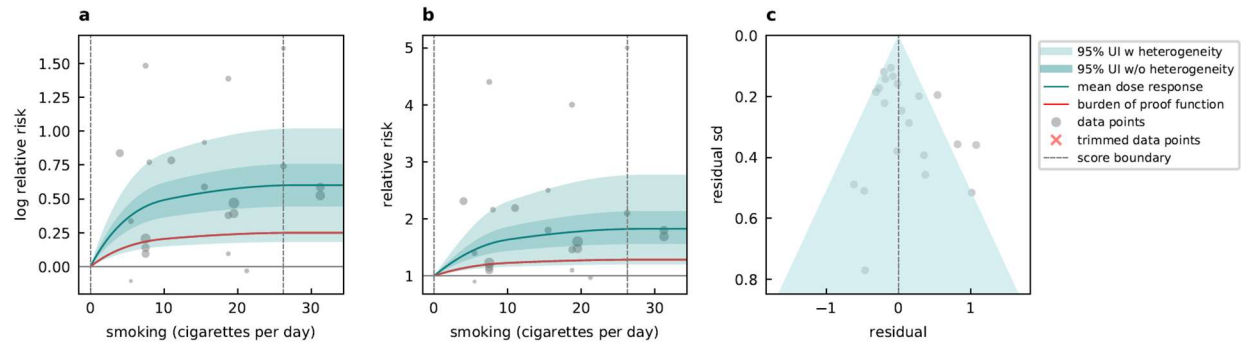 a
1.50
1.25
1.00
0.75
0.50
0.25
0.00
log relative risk
0
10
20
30
smoking (cigarettes per day)
b
5
4
3
2
1
relative risk
0
10
20
30
smoking (cigarettes per day)
c
0.0
0.2
0.4
0.6
0.8
residual sd
−1
0
1
residual
95% UI w heterogeneity
95% UI w/o heterogeneity
mean dose response
burden of proof function
data points
trimmed data points
score boundary